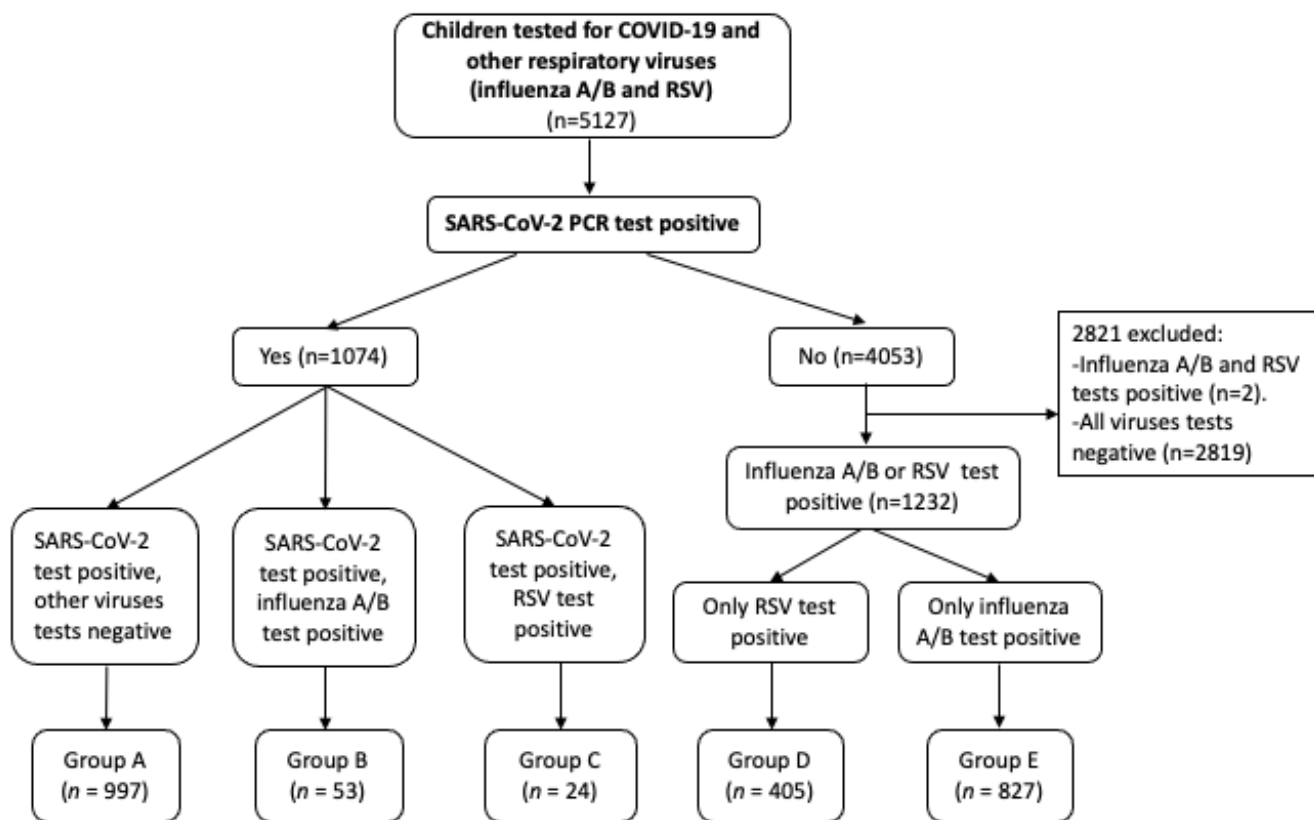 Children tested for COVID-19 and
other respiratory viruses
(influenza A/B and RSV)
(n=5127)
SARS-CoV-2 PCR test positive
Yes (n=1074)
No (n=4053)
2821 excluded:
-Influenza A/B and RSV
tests positive (n=2).
-All viruses tests
negative (n=2819)
Influenza A/B or RSV test
positive (n=1232)
SARS-CoV-2
test positive,
other viruses
tests negative
SARS-CoV-2
test positive,
influenza A/B
test positive
SARS-CoV-2
test positive,
RSV test
positive
Only RSV test
positive
Only influenza
A/B test positive
Group A
(n = 997)
Group B
(n = 53)
Group C
(n = 24)
Group D
(n = 405)
Group E
(n = 827)